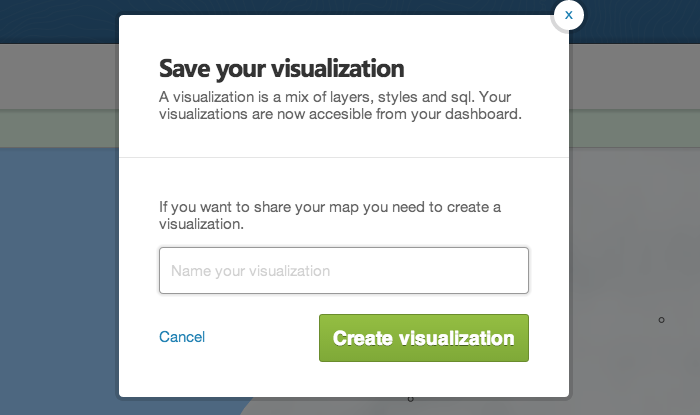 x
Save your visualization
A visualization is a mix of layers, styles and sql. Your
visualizations are now accesible from your dashboard.
If you want to share your map you need to create a
visualization.
Name your visualization
Cancel
Create visualization